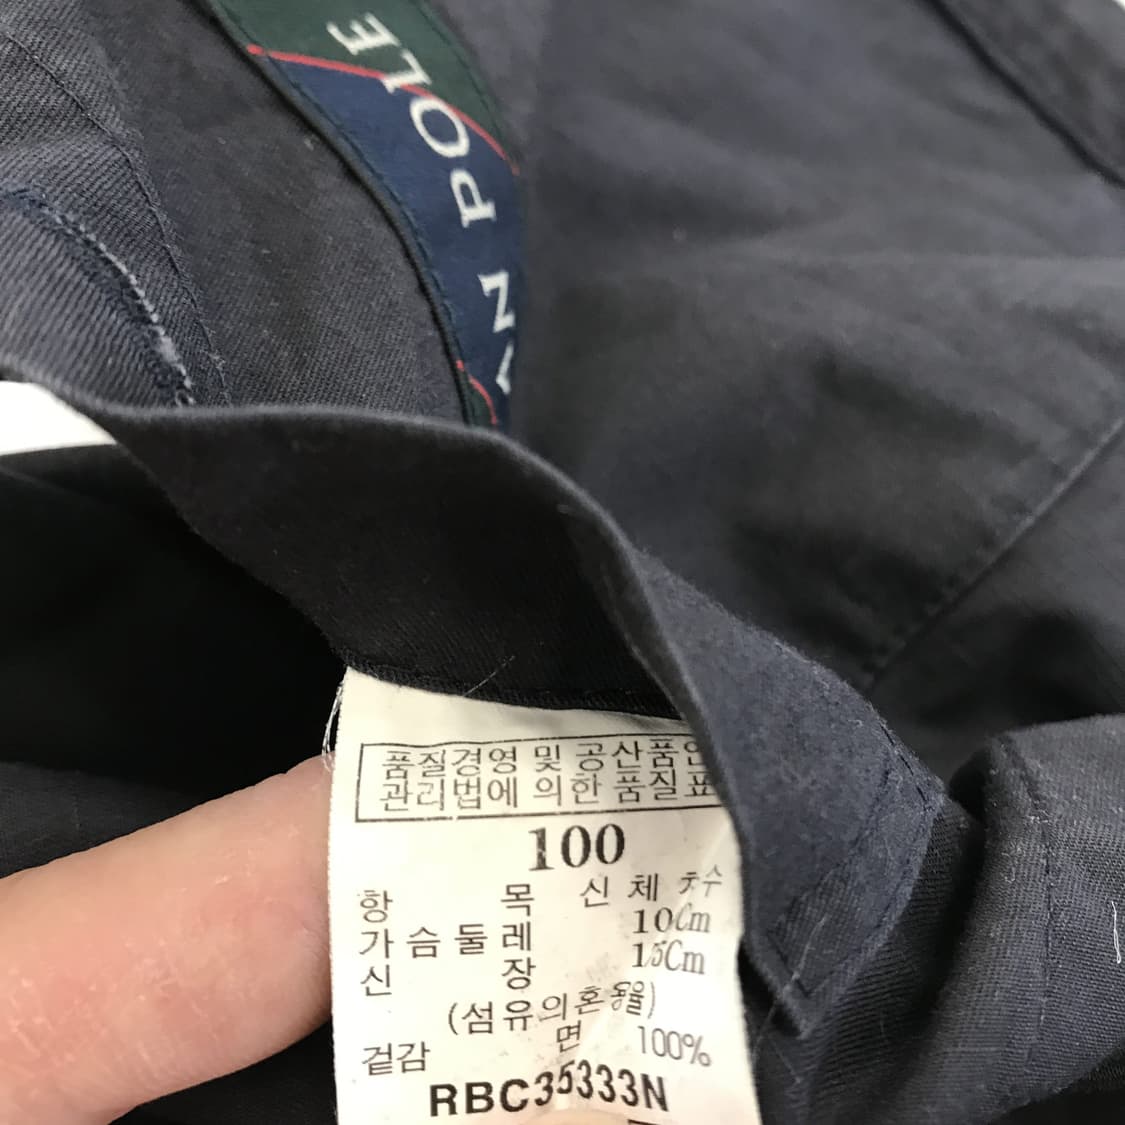 AN POLE
품질경영 및 공산품안
관리법에 의한 품질표
100
항 목 신 체 치수
가 슴 둘 레
신 장
(섬유의혼용율)
겉감 면 100%
RBC35333N